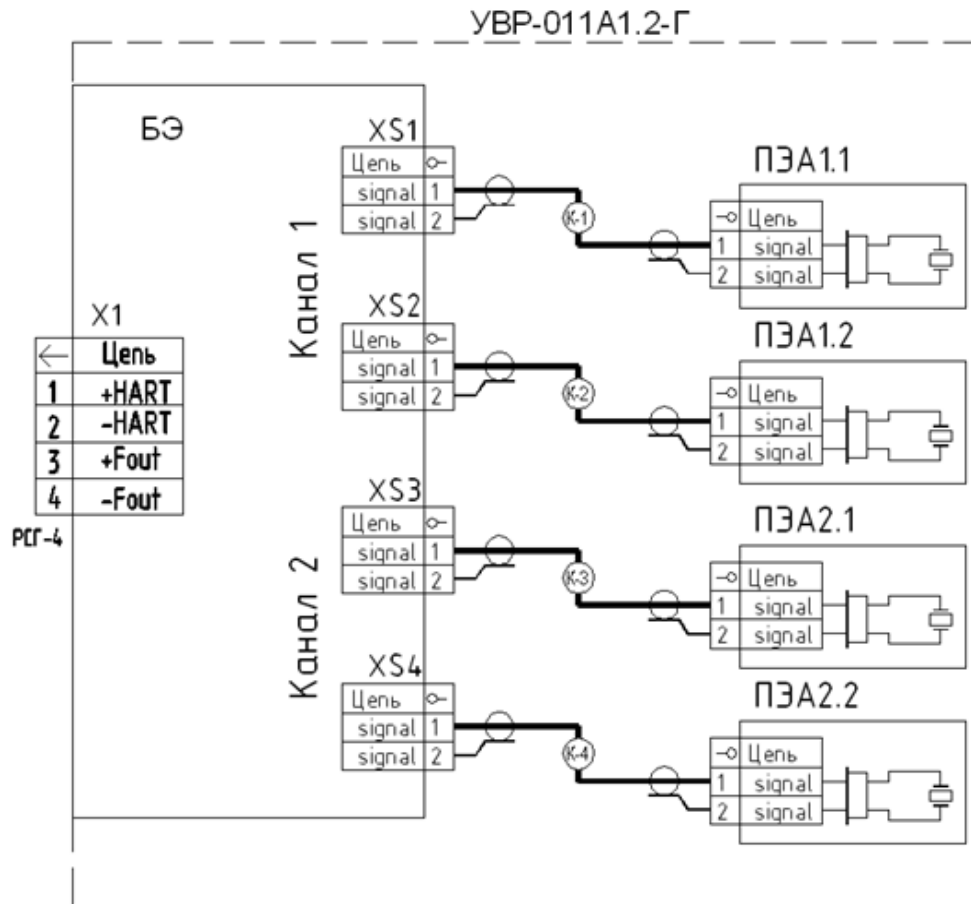 УВР-011А1.2-Г
БЭ
XS1
Цепь
signal 1
signal 2
К-1
ПЭА1.1
Цепь
1 signal
2 signal
Канал 1
XS2
Цепь
signal 1
signal 2
К-2
ПЭА1.2
Цепь
1 signal
2 signal
X1
Цепь
1 +HART
2 -HART
3 +Fout
4 -Fout
РСГ-4
XS3
Цепь
signal 1
signal 2
К-3
ПЭА2.1
Цепь
1 signal
2 signal
Канал 2
XS4
Цепь
signal 1
signal 2
К-4
ПЭА2.2
Цепь
1 signal
2 signal